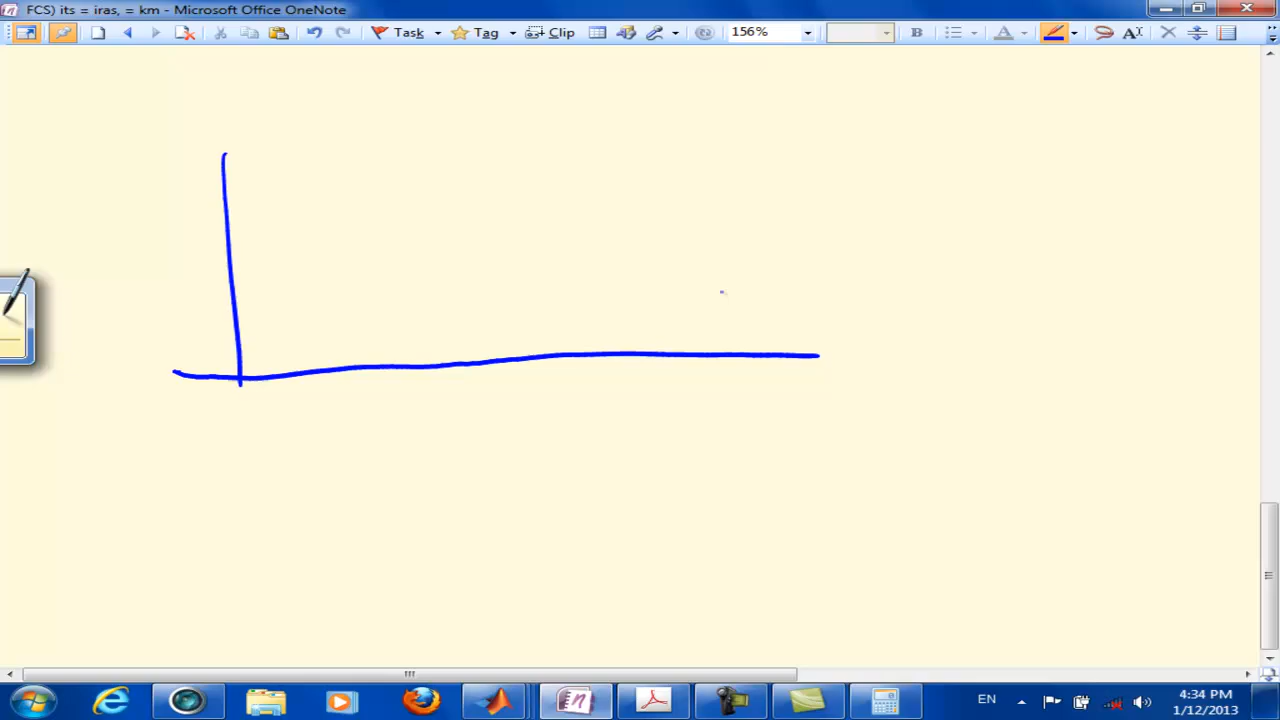 FCS) its = iras, = km - Microsoft Office OneNote
Task Tag Clip 156% B A A
EN 4:34 PM
1/12/2013